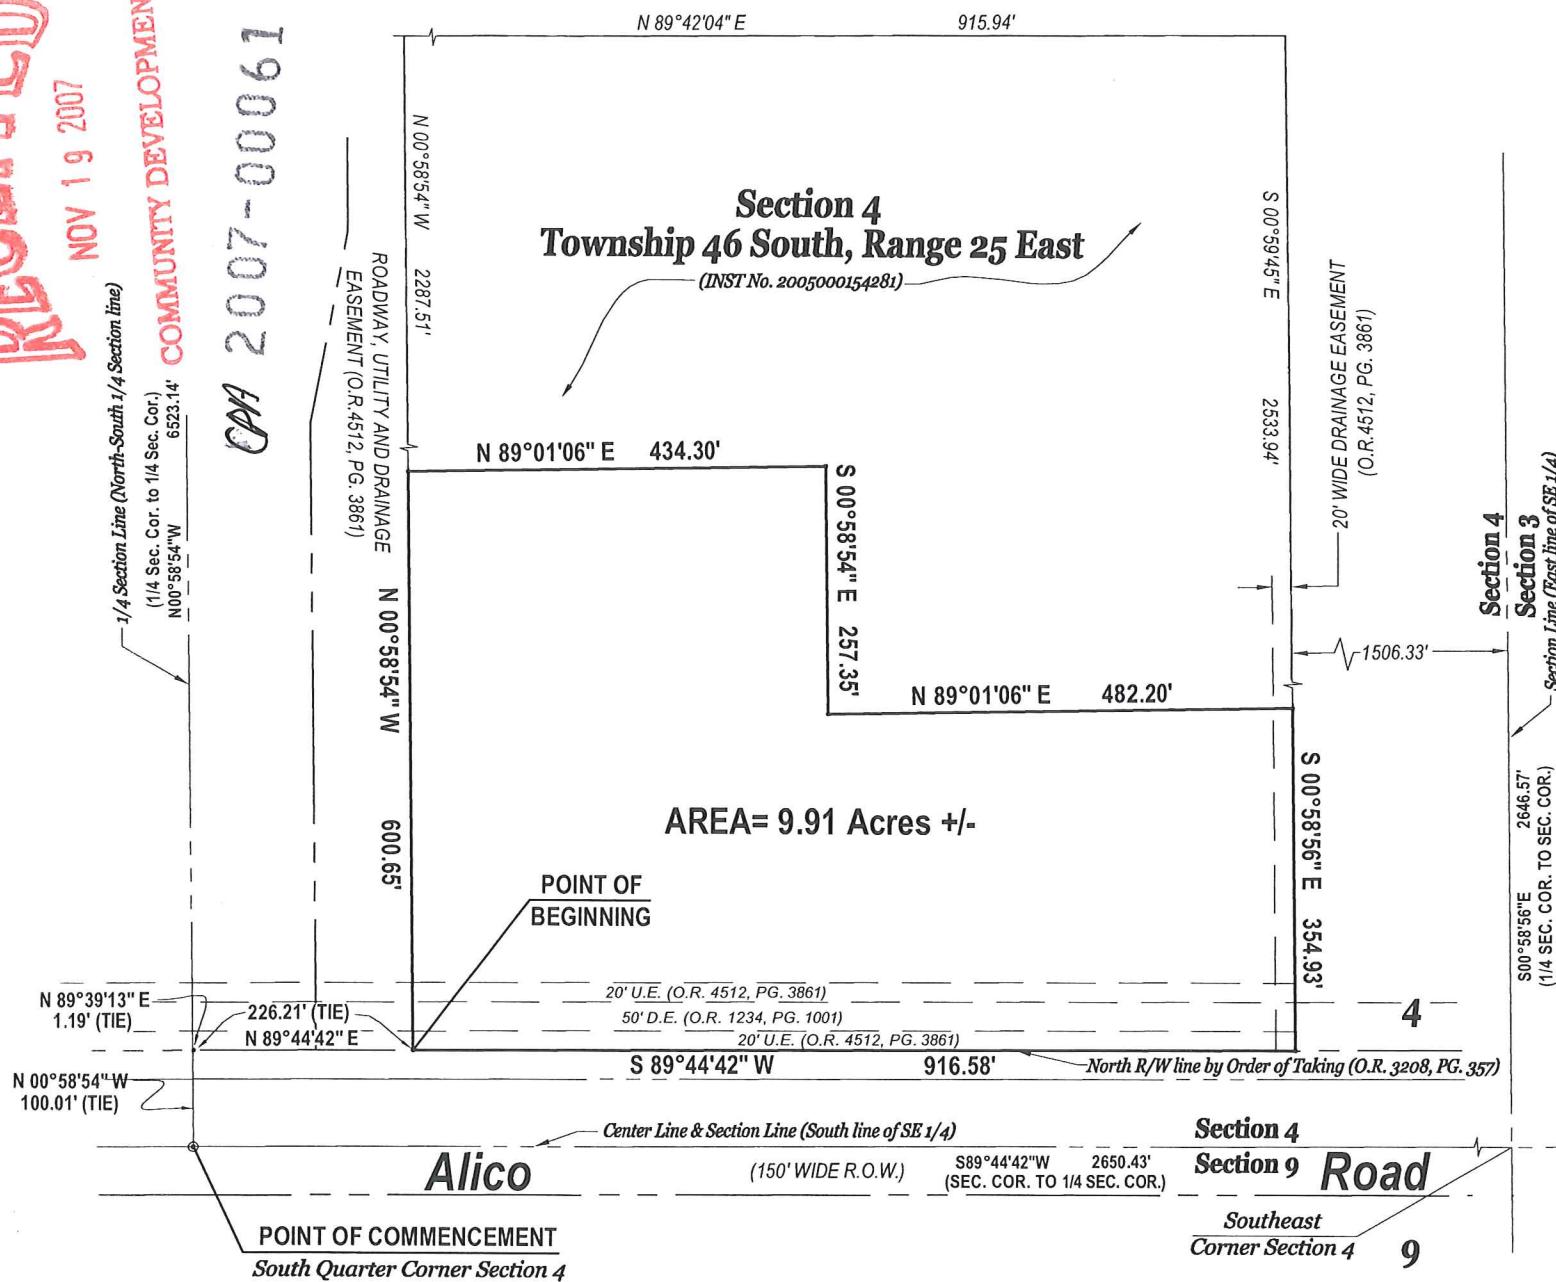 N 89°42'04" E 915.94'
NOV 19 2007
COMMUNITY DEVELOPMEN
CPA 2007-00061
1/4 Section Line (North-South 1/4 Section line)
(1/4 Sec. Cor. to 1/4 Sec. Cor.)
N00°58'54"W 6523.14'
ROADWAY, UTILITY AND DRAINAGE
EASEMENT (O.R.4512, PG. 3861)
N 00°58'54" W 2287.51'
Section 4
Township 46 South, Range 25 East
(INST No. 2005000154281)
S 00°59'45" E 2533.94'
20' WIDE DRAINAGE EASEMENT
(O.R.4512, PG. 3861)
N 89°01'06" E 434.30'
S 00°58'54" E 257.35'
N 89°01'06" E 482.20'
1506.33'
Section 4
Section 3
Section Line (East line of SE 1/4)
S00°58'56"E 2646.57'
(1/4 SEC. COR. TO SEC. COR.)
N 00°58'54" W 600.65'
AREA= 9.91 Acres +/-
S 00°58'56" E 354.93'
POINT OF
BEGINNING
N 89°39'13" E
1.19' (TIE)
226.21' (TIE)
N 89°44'42" E
20' U.E. (O.R. 4512, PG. 3861)
50' D.E. (O.R. 1234, PG. 1001)
20' U.E. (O.R. 4512, PG. 3861)
4
S 89°44'42" W 916.58'
North R/W line by Order of Taking (O.R. 3208, PG. 357)
N 00°58'54" W
100.01' (TIE)
Center Line & Section Line (South line of SE 1/4)
Section 4
Alico
(150' WIDE R.O.W.)
S89°44'42"W 2650.43'
(SEC. COR. TO 1/4 SEC. COR.)
Section 9
Road
POINT OF COMMENCEMENT
South Quarter Corner Section 4
Southeast
Corner Section 4
9